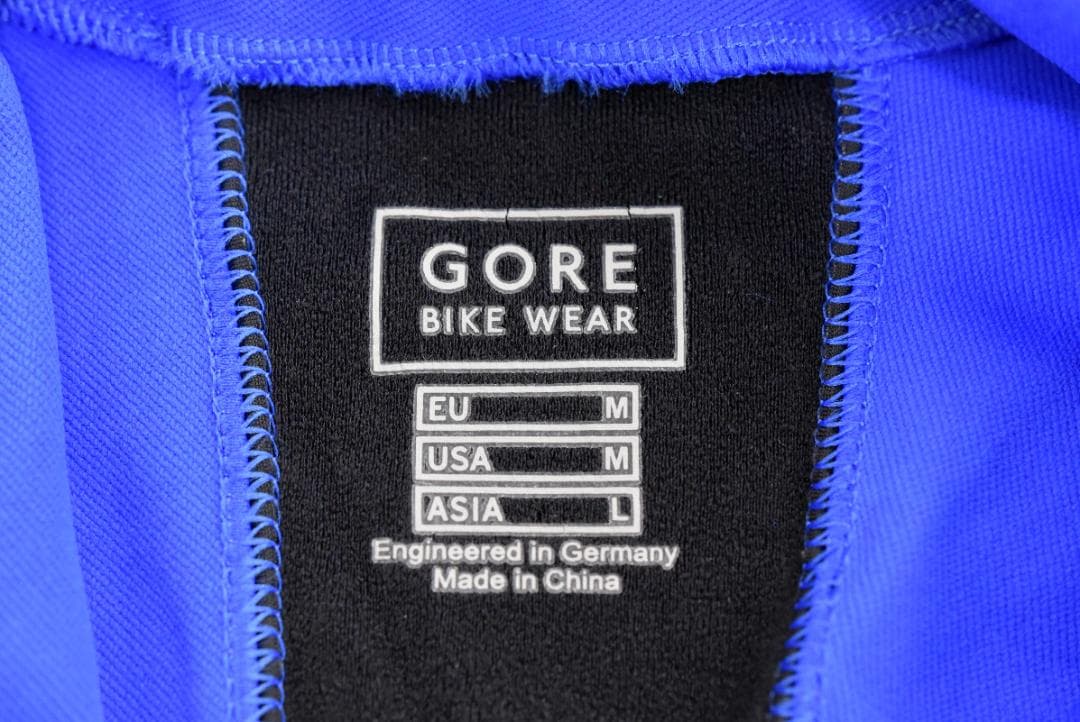 GORE
BIKE WEAR
EU M
USA M
ASIA L
Engineered in Germany
Made in China